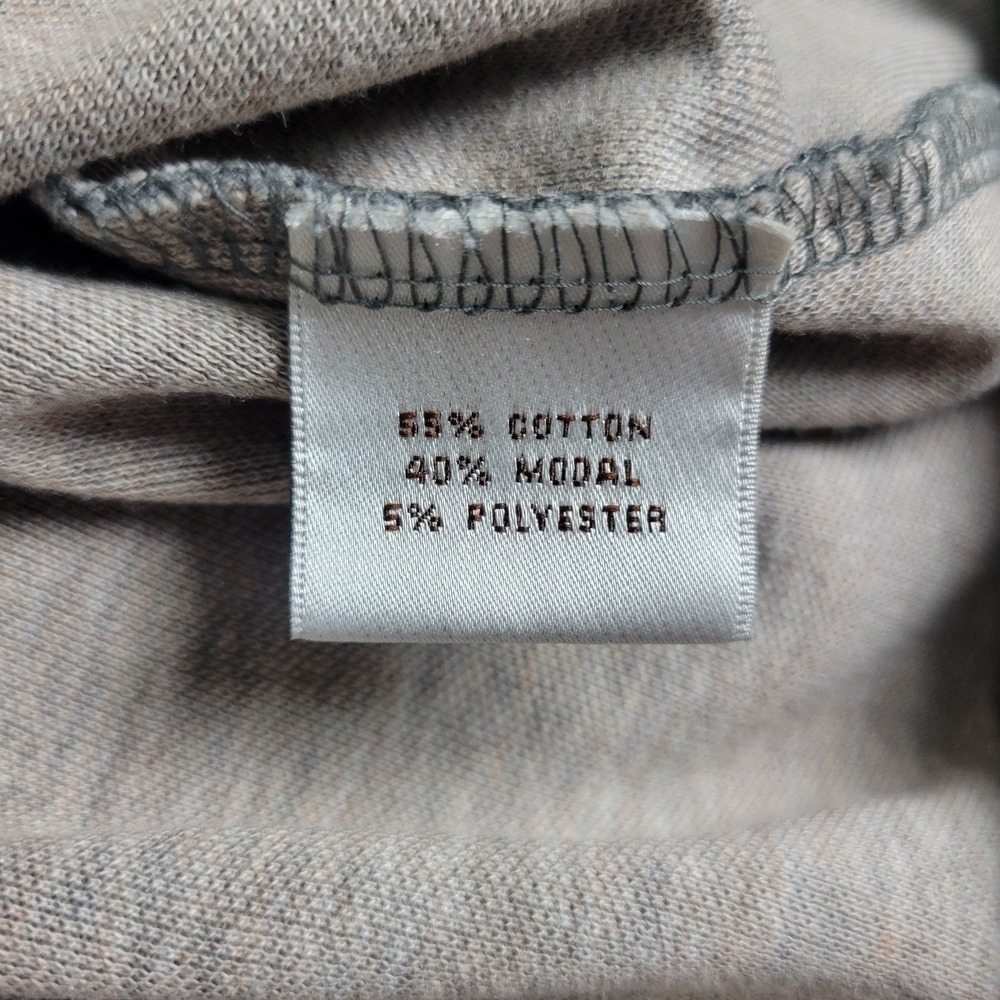 55% COTTON
40% MODAL
5% POLYESTER